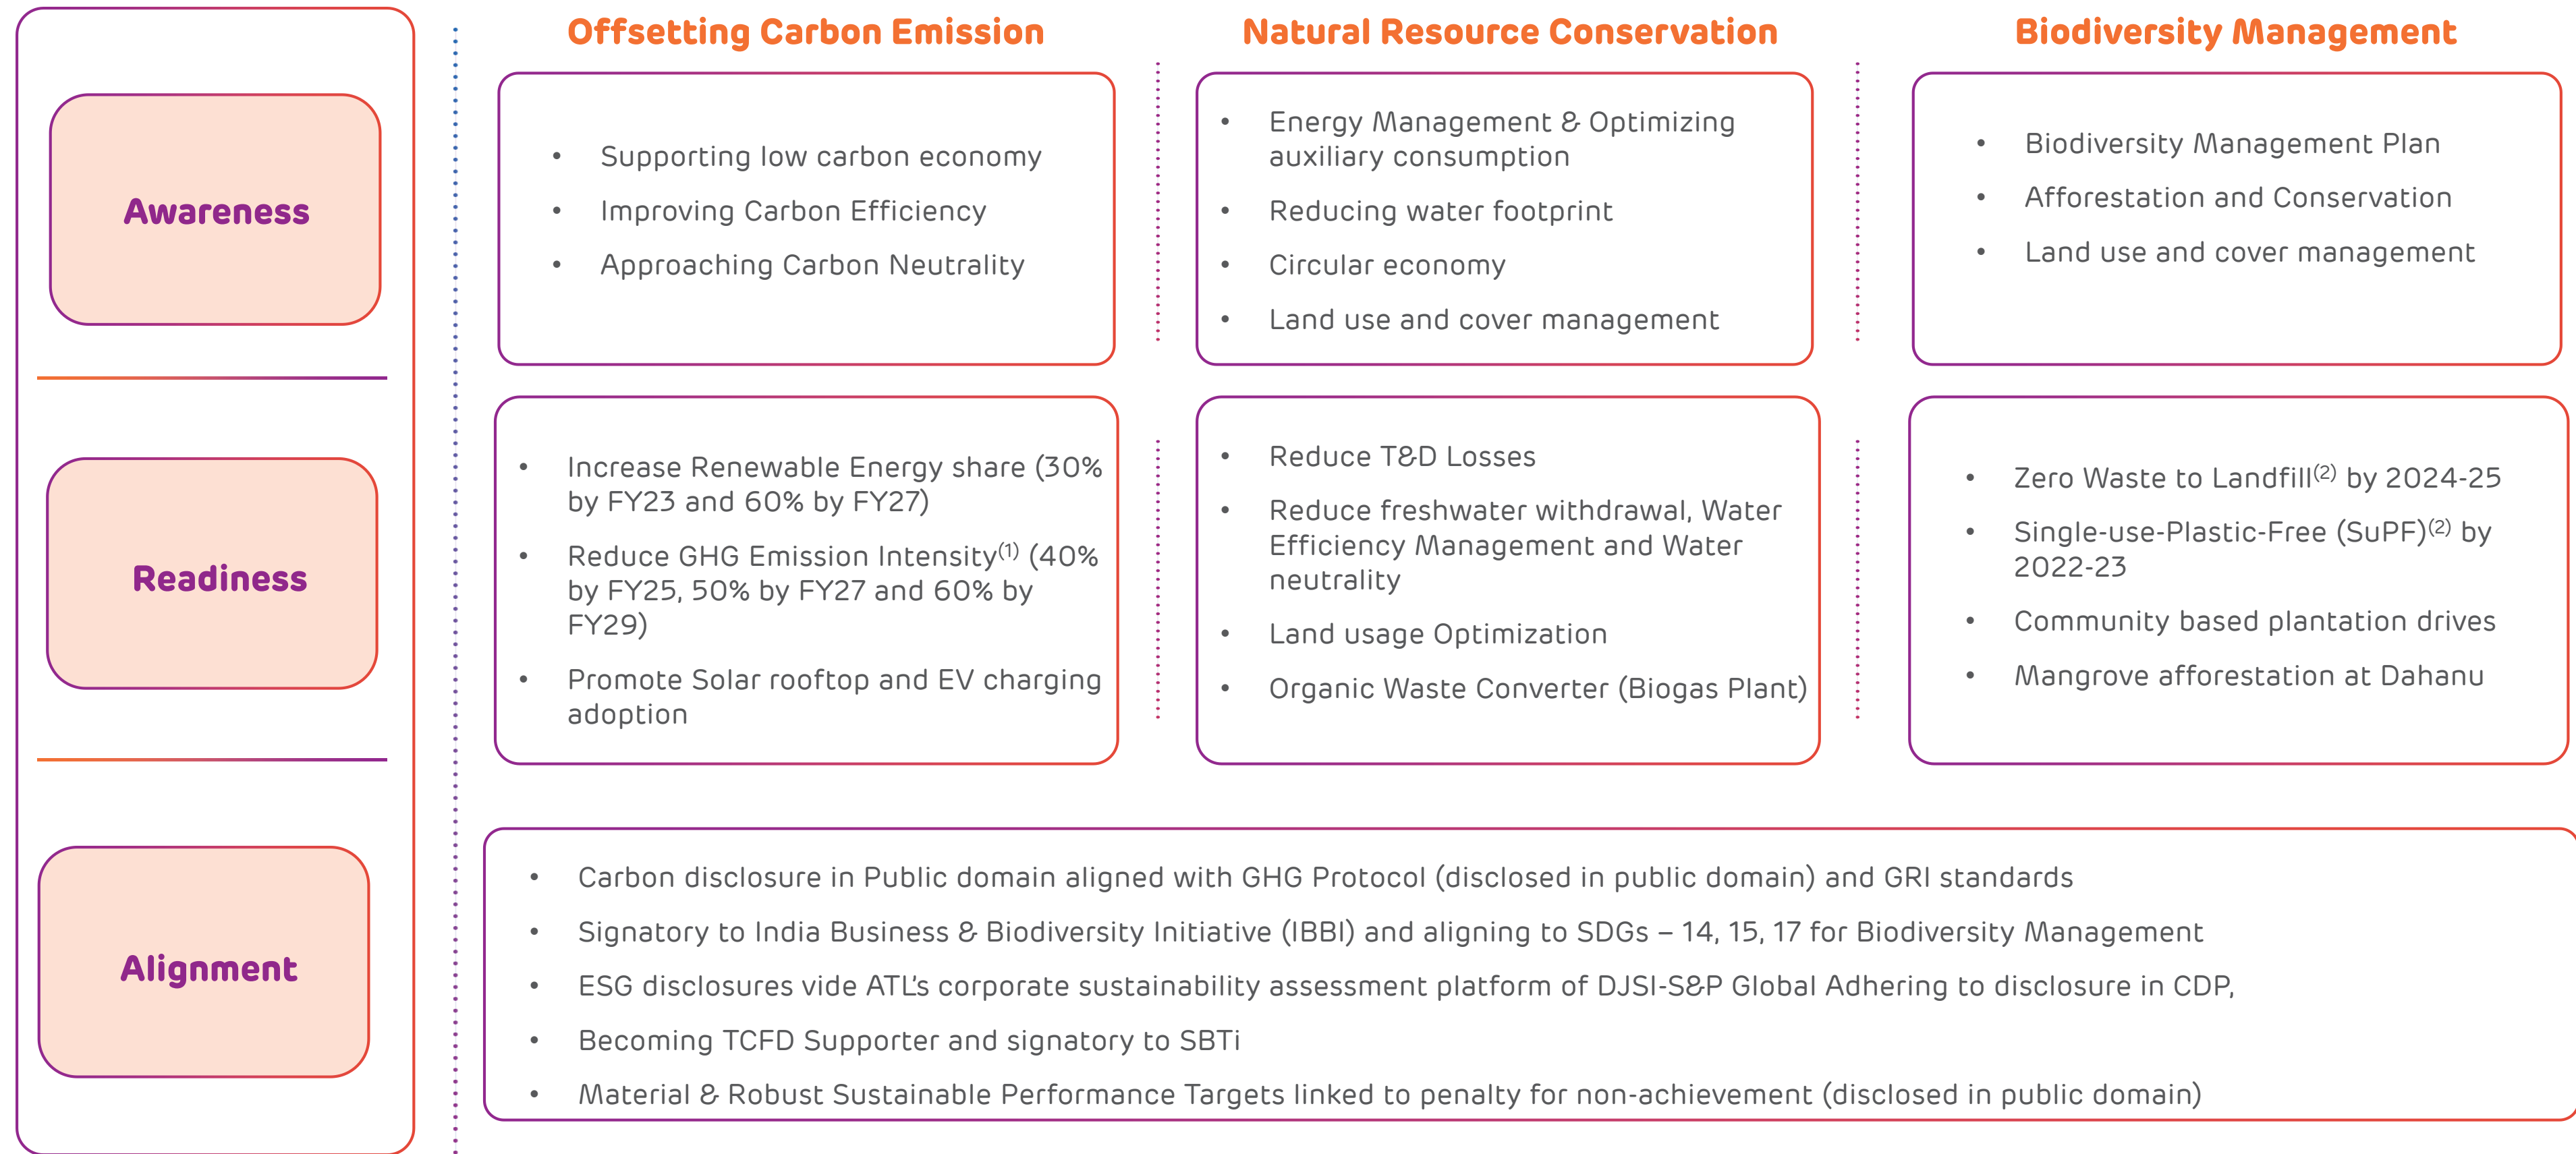 Offsetting Carbon Emission
Natural Resource Conservation
Biodiversity Management
Awareness
• Supporting low carbon economy
• Improving Carbon Efficiency
• Approaching Carbon Neutrality
• Energy Management & Optimizing
auxiliary consumption
• Reducing water footprint
• Circular economy
• Land use and cover management
• Biodiversity Management Plan
• Afforestation and Conservation
• Land use and cover management
Readiness
• Increase Renewable Energy share (30%
by FY23 and 60% by FY27)
• Reduce GHG Emission Intensity(1) (40%
by FY25, 50% by FY27 and 60% by
FY29)
• Promote Solar rooftop and EV charging
adoption
• Reduce T&D Losses
• Reduce freshwater withdrawal, Water
Efficiency Management and Water
neutrality
• Land usage Optimization
• Organic Waste Converter (Biogas Plant)
• Zero Waste to Landfill(2) by 2024-25
• Single-use-Plastic-Free (SuPF)(2) by
2022-23
• Community based plantation drives
• Mangrove afforestation at Dahanu
Alignment
• Carbon disclosure in Public domain aligned with GHG Protocol (disclosed in public domain) and GRI standards
• Signatory to India Business & Biodiversity Initiative (IBBI) and aligning to SDGs – 14, 15, 17 for Biodiversity Management
• ESG disclosures vide ATL's corporate sustainability assessment platform of DJSI-S&P Global Adhering to disclosure in CDP,
• Becoming TCFD Supporter and signatory to SBTi
• Material & Robust Sustainable Performance Targets linked to penalty for non-achievement (disclosed in public domain)